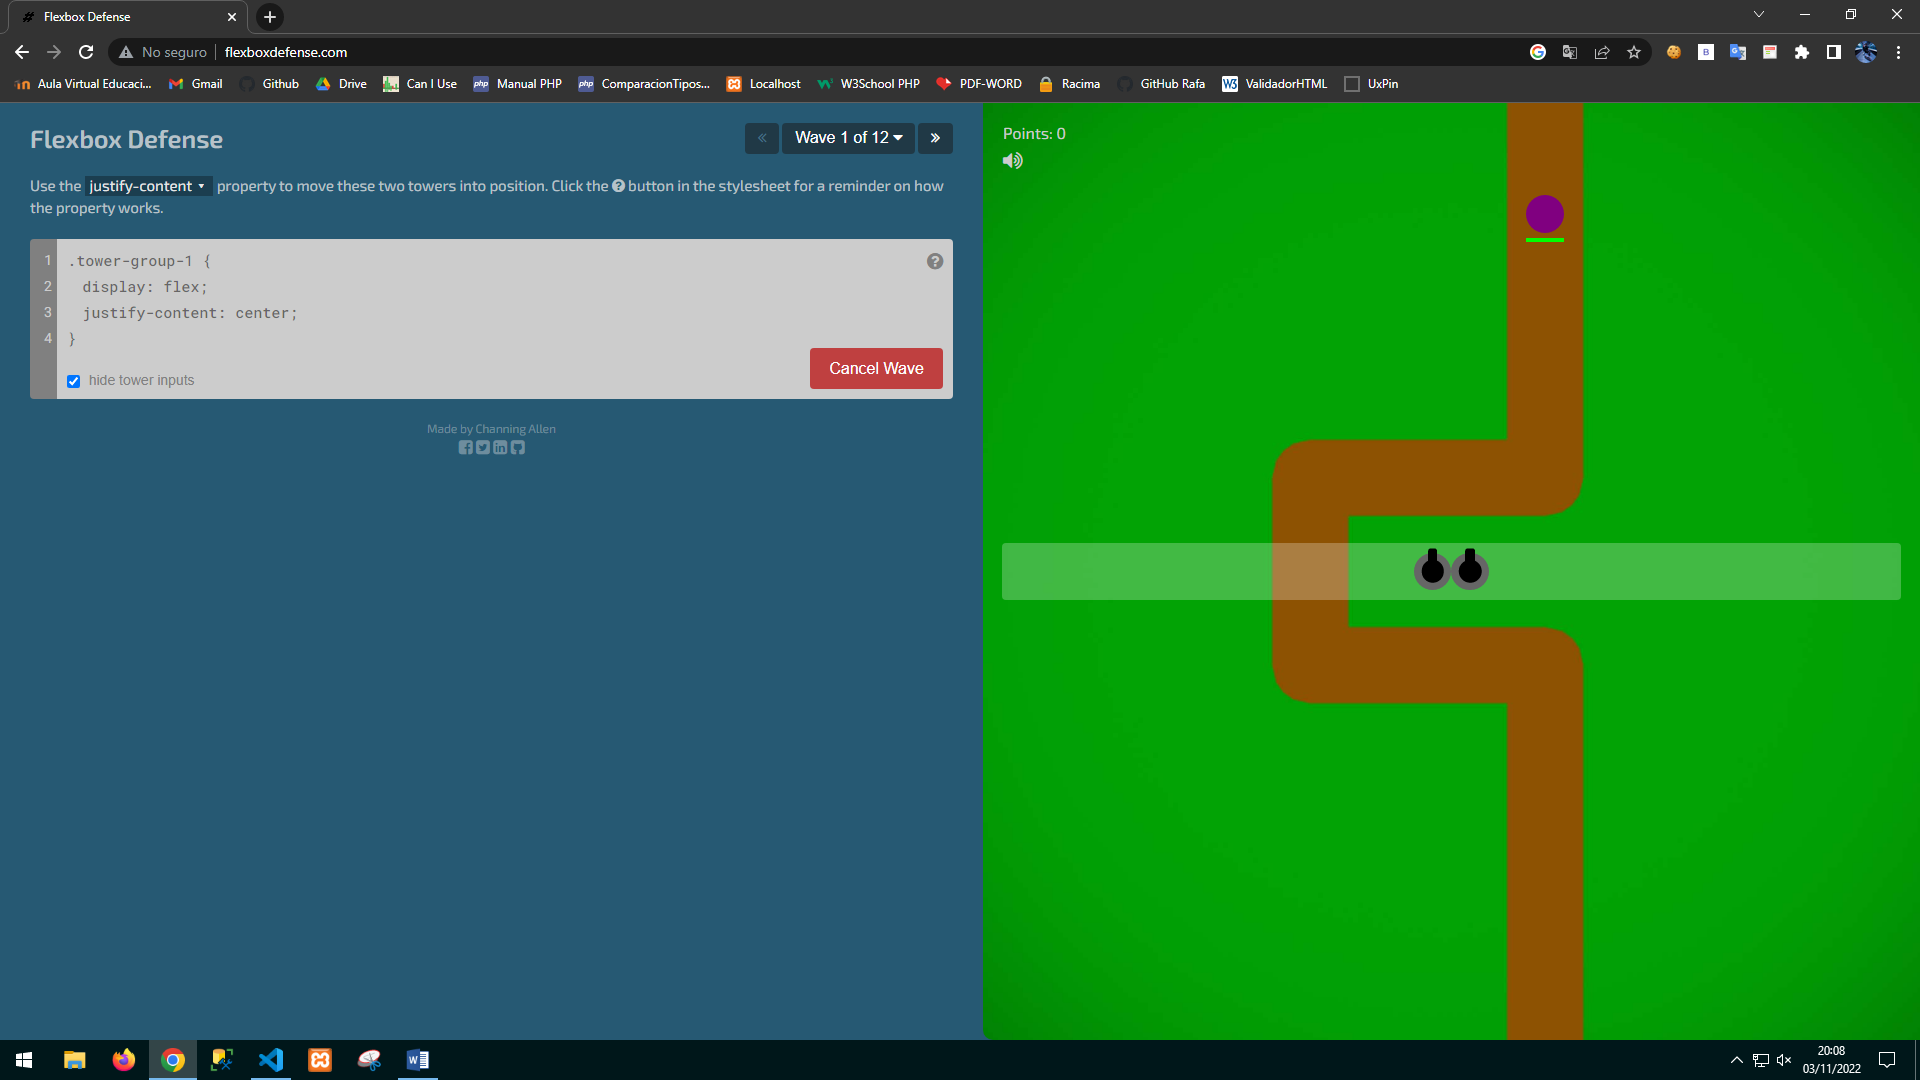 Flexbox Defense
No seguro
flexboxdefense.com
Aula Virtual Educaci... Gmail Github Drive Can I Use Manual PHP ComparacionTipos... Localhost W3School PHP PDF-WORD Racima GitHub Rafa ValidadorHTML UxPin
Flexbox Defense
« Wave 1 of 12 »
Use the justify-content property to move these two towers into position. Click the ? button in the stylesheet for a reminder on how
the property works.
1 .tower-group-1 {
2 display: flex;
3 justify-content: center;
4 }
hide tower inputs
Cancel Wave
Made by Channing Allen
Points: 0
20:08
03/11/2022